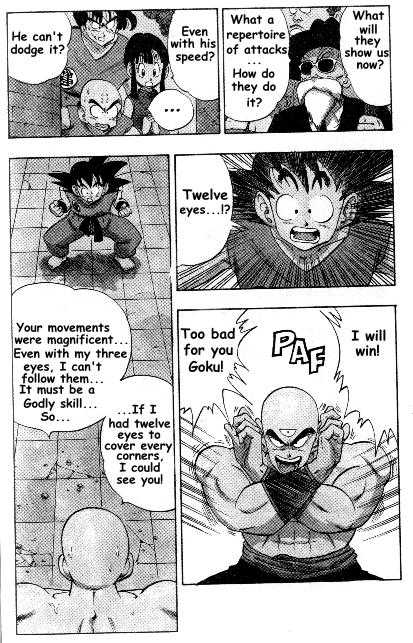 He can't
dodge it?
Even
with his
speed?
...
What a
repertoire
of attacks
...
How do
they do
it?
What
will
they
show us
now?
Your movements
were magnificent...
Even with my three
eyes, I can't
follow them...
It must be a
Godly skill...
So...
...If I
had twelve
eyes to
cover every
corners,
I could
see you!
Twelve
eyes...!?
Too bad
for you
Goku!
PAF
I will
win!